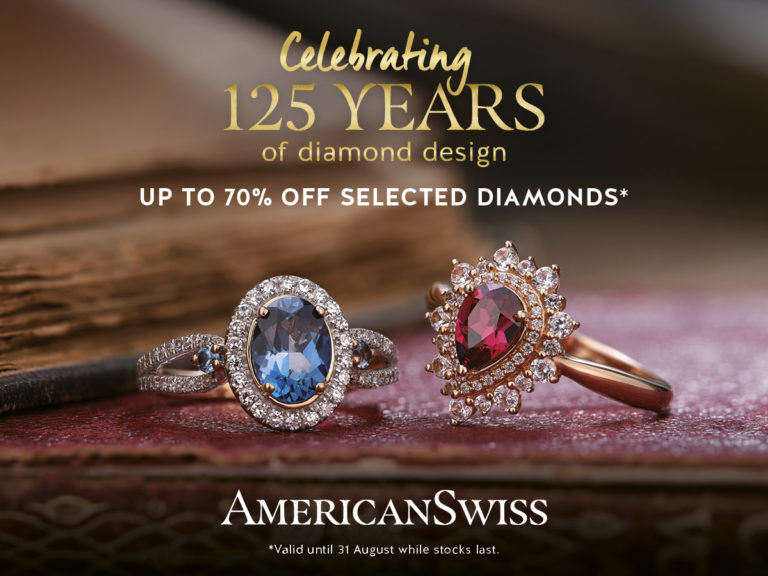 Celebrating
125 YEARS
of diamond design
UP TO 70% OFF SELECTED DIAMONDS*
AMERICANSWISS
*Valid until 31 August while stocks last.